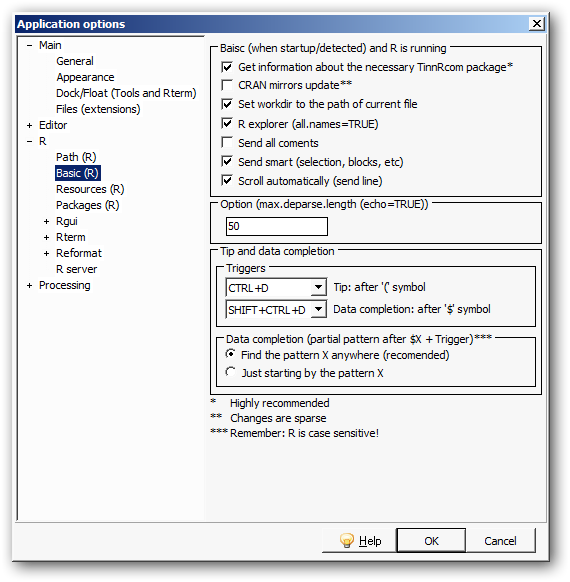 Application options
Main
General
Appearance
Dock/Float (Tools and Rterm)
Files (extensions)
Editor
R
Path (R)
Basic (R)
Resources (R)
Packages (R)
Rgui
Rterm
Reformat
R server
Processing
Baisc (when startup/detected) and R is running
Get information about the necessary TinnRcom package*
CRAN mirrors update**
Set workdir to the path of current file
R explorer (all.names=TRUE)
Send all coments
Send smart (selection, blocks, etc)
Scroll automatically (send line)
Option (max.deparse.length (echo=TRUE))
50
Tip and data completion
Triggers
CTRL+D Tip: after '(' symbol
SHIFT+CTRL+D Data completion: after '$' symbol
Data completion (partial pattern after $X + Trigger)***
Find the pattern X anywhere (recomended)
Just starting by the pattern X
* Highly recommended
** Changes are sparse
*** Remember: R is case sensitive!
Help OK Cancel